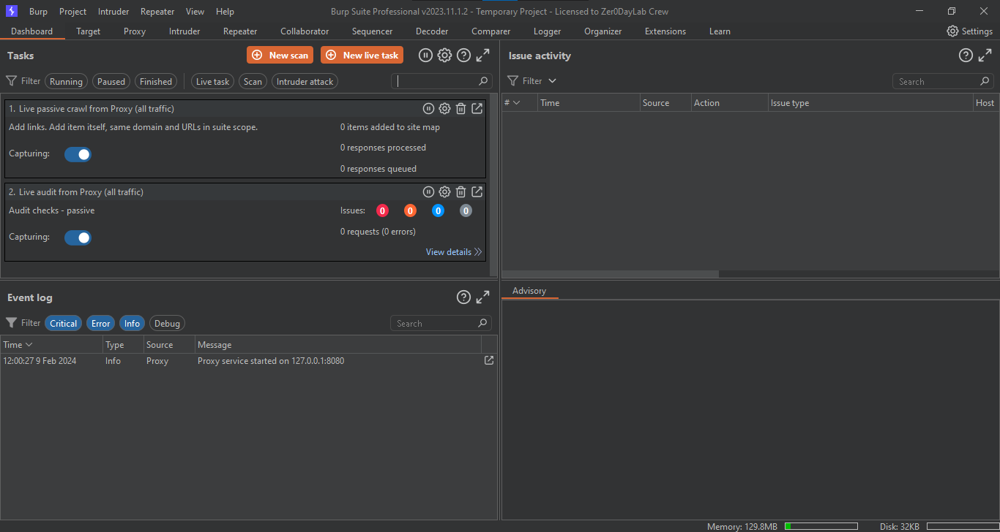 Burp Project Intruder Repeater View Help Burp Suite Professional v2023.11.1.2 - Temporary Project - Licensed to Zer0DayLab Crew
Dashboard Target Proxy Intruder Repeater Collaborator Sequencer Decoder Comparer Logger Organizer Extensions Learn Settings
Tasks New scan New live task
Filter Running Paused Finished Live task Scan Intruder attack
1. Live passive crawl from Proxy (all traffic)
Add links. Add item itself, same domain and URLs in suite scope. 0 items added to site map
0 responses processed
Capturing:
0 responses queued
2. Live audit from Proxy (all traffic)
Audit checks - passive Issues: 0 0 0 0
0 requests (0 errors)
Capturing:
View details
Issue activity
Filter Search
# Time Source Action Issue type Host
Event log
Filter Critical Error Info Debug Search
Time Type Source Message
12:00:27 9 Feb 2024 Info Proxy Proxy service started on 127.0.0.1:8080
Advisory
Memory: 129.8MB Disk: 32KB